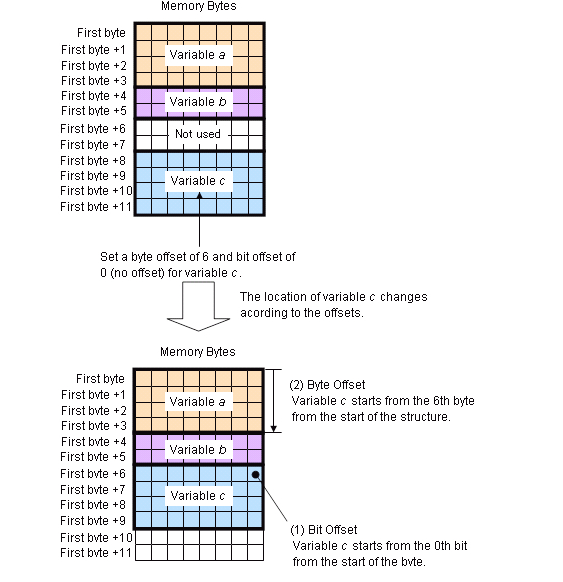 Memory Bytes
First byte
First byte +1
First byte +2
First byte +3
First byte +4
First byte +5
First byte +6
First byte +7
First byte +8
First byte +9
First byte +10
First byte +11
Variable a
Variable b
Not used
Variable c
Set a byte offset of 6 and bit offset of
0 (no offset) for variable c.
The location of variable c changes
acording to the offsets.
Memory Bytes
First byte
First byte +1
First byte +2
First byte +3
First byte +4
First byte +5
First byte +6
First byte +7
First byte +8
First byte +9
First byte +10
First byte +11
Variable a
Variable b
Variable c
(2) Byte Offset
Variable c starts from the 6th byte
from the start of the structure.
(1) Bit Offset
Variable c starts from the 0th bit
from the start of the byte.